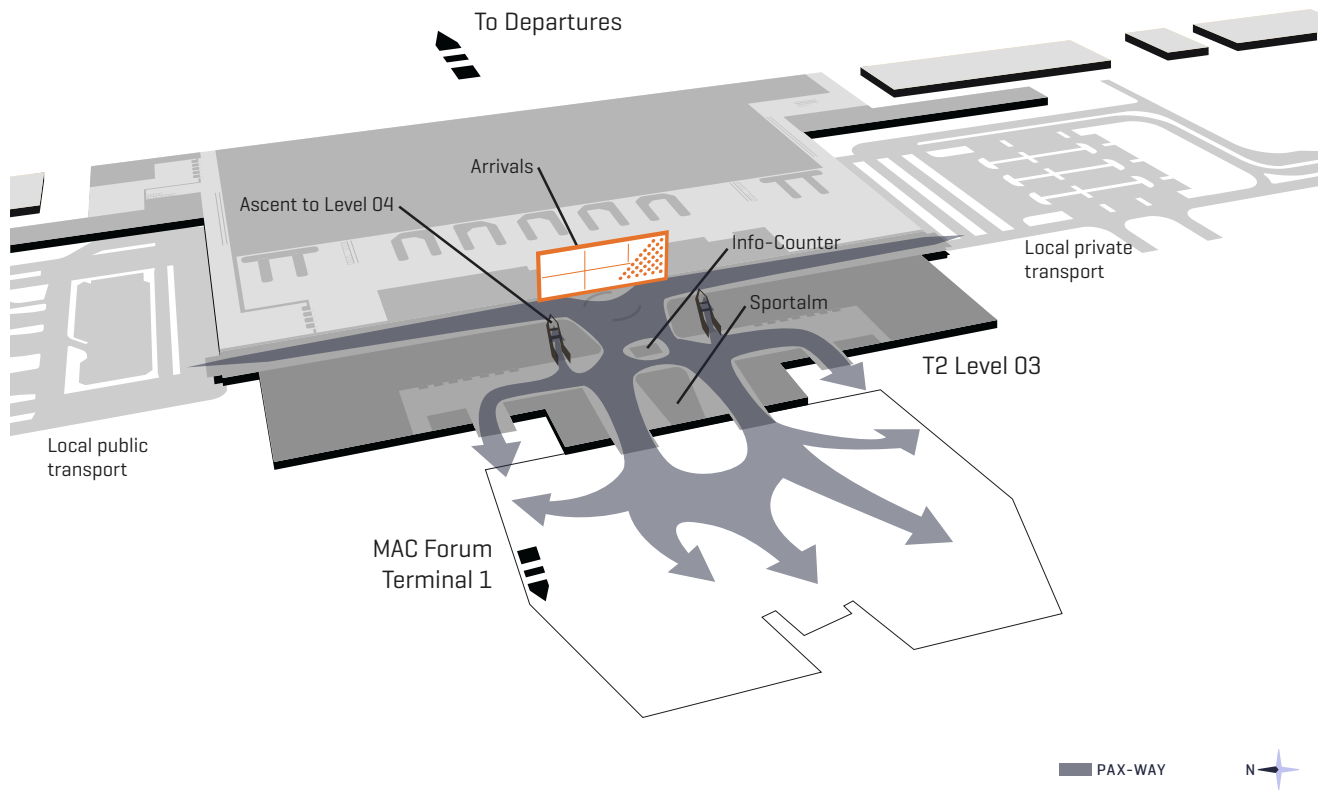 To Departures
Arrivals
Ascent to Level 04
Info-Counter
Local private
transport
Sportalm
T2 Level 03
Local public
transport
MAC Forum
Terminal 1
PAX-WAY
N